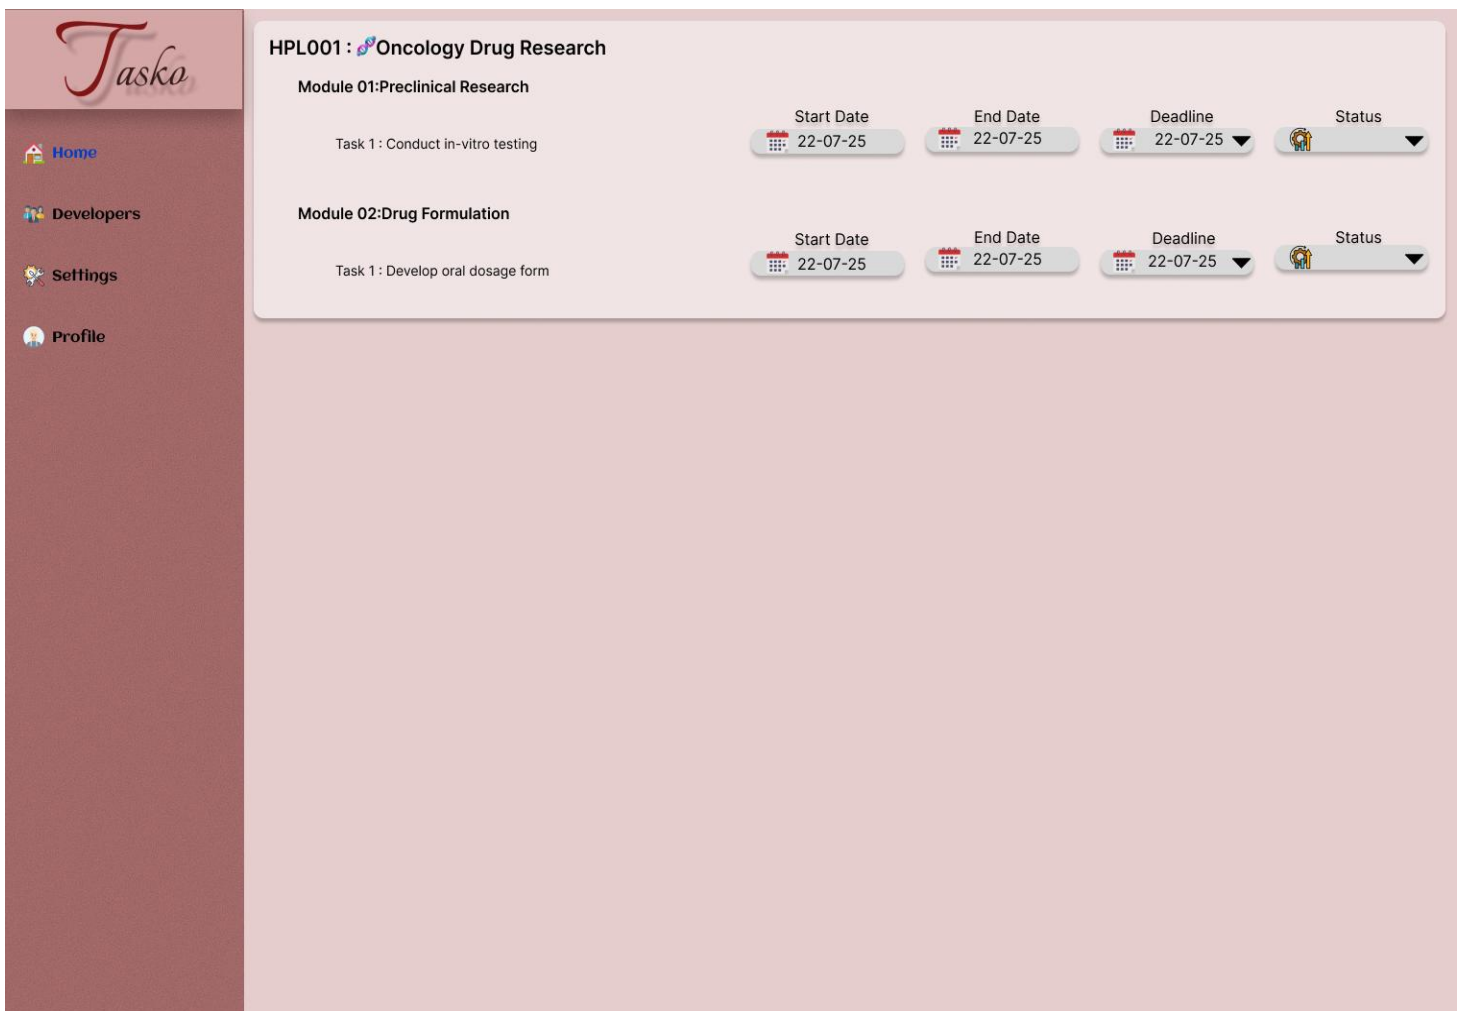 Tasko
Home
Developers
Settings
Profile
HPL001 : 🧬Oncology Drug Research
Module 01:Preclinical Research
Start Date End Date Deadline Status
Task 1 : Conduct in-vitro testing 22-07-25 22-07-25 22-07-25
Module 02:Drug Formulation
Start Date End Date Deadline Status
Task 1 : Develop oral dosage form 22-07-25 22-07-25 22-07-25